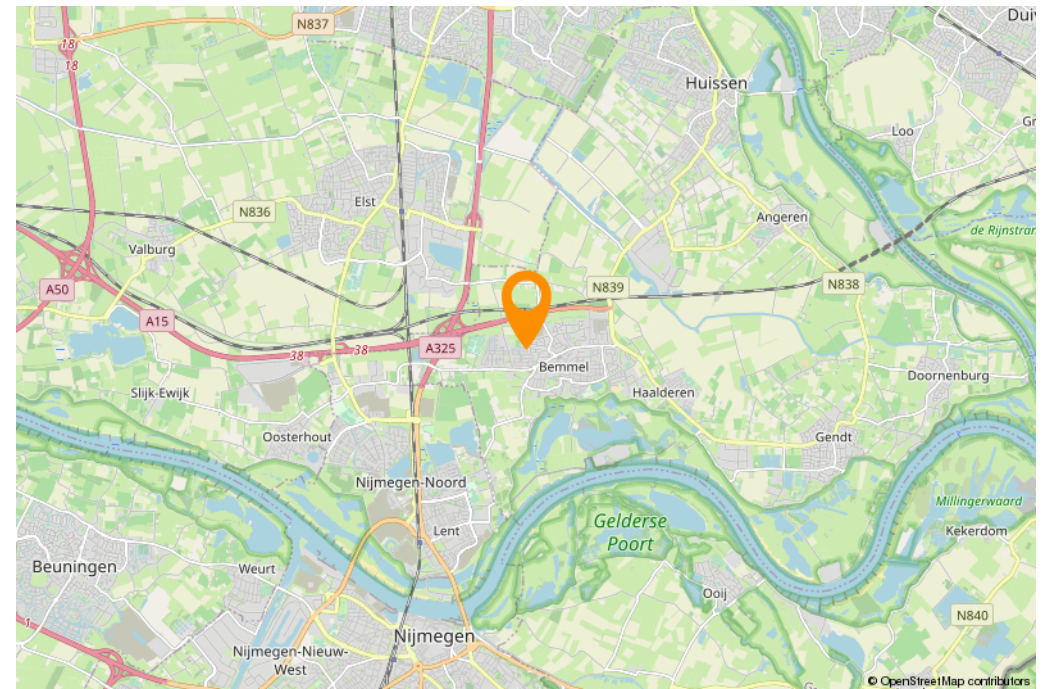 N837
Dui
18
18
Huissen
Loo
Gr
Elst
N836
Angeren
Valburg
de Rijnstran
N839
N838
A50
A15
A325
38
38
Bemmel
Doornenburg
Slijk-Ewijk
Haalderen
Oosterhout
Gendt
Nijmegen-Noord
Millingerwaard
Gelderse
Poort
Lent
Kekerdom
Beuningen
Weurt
Ooij
N840
1
Nijmegen
Nijmegen-Nieuw-
West
© OpenStreetMap contributors